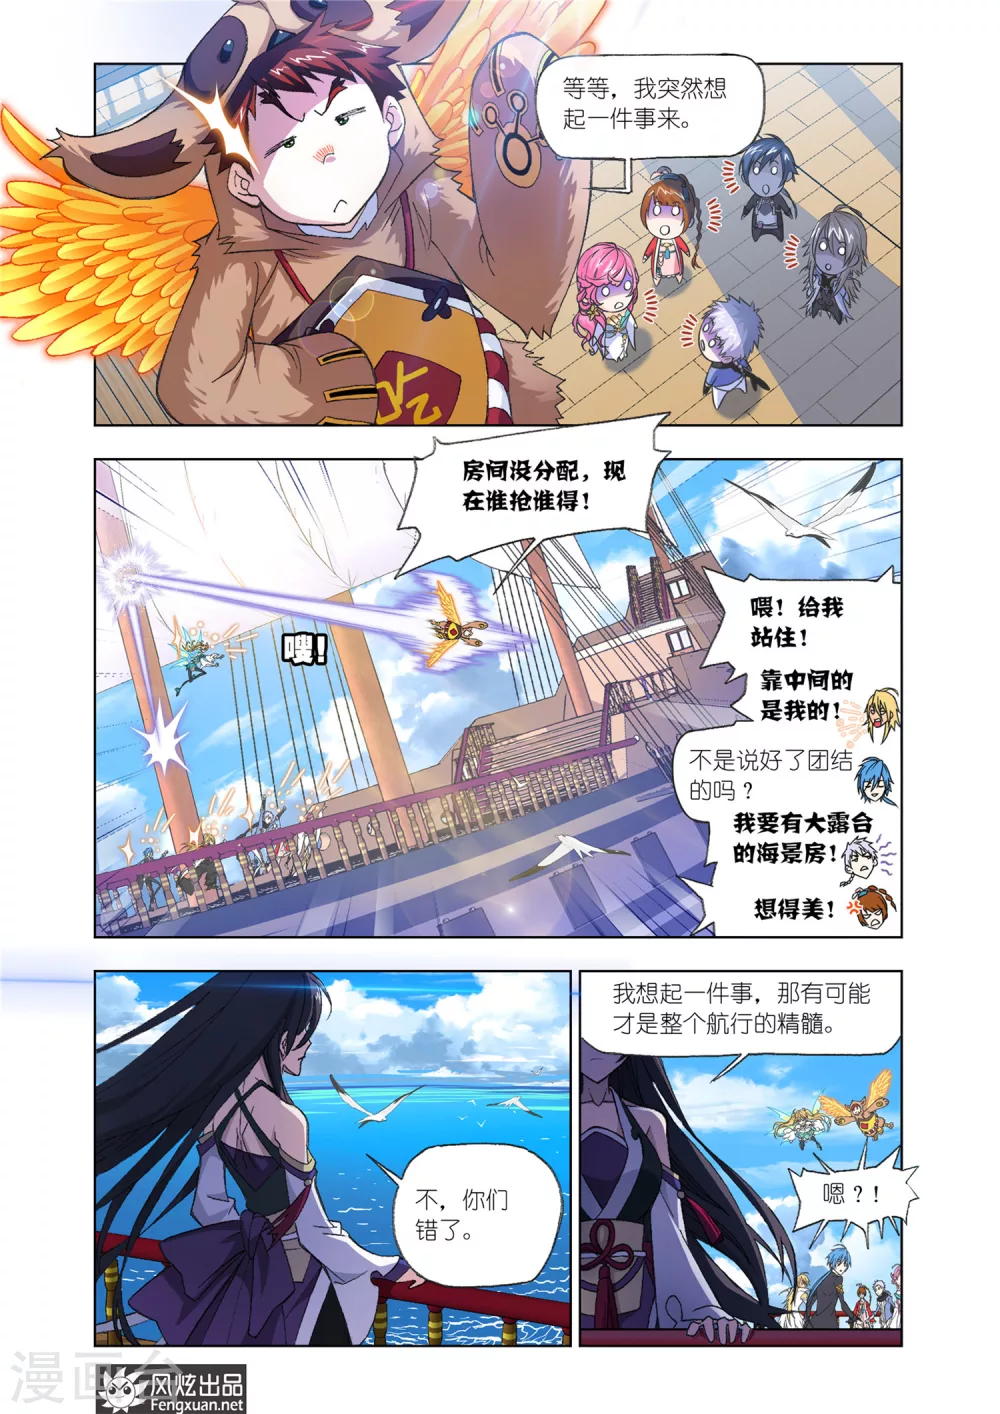 等等，我突然想
起一件事来。
吃
房间没分配，现
在谁抢谁得！
嗖！
喂！给我
站住！
靠中间的
是我的！
不是说好了团结
的吗？
我要有大露台
的海景房！
想得美！
不，你们
错了。
我想起一件事，那有可能
才是整个航行的精髓。
嗯？！
漫画台
风炫出品
Fengxuan.net